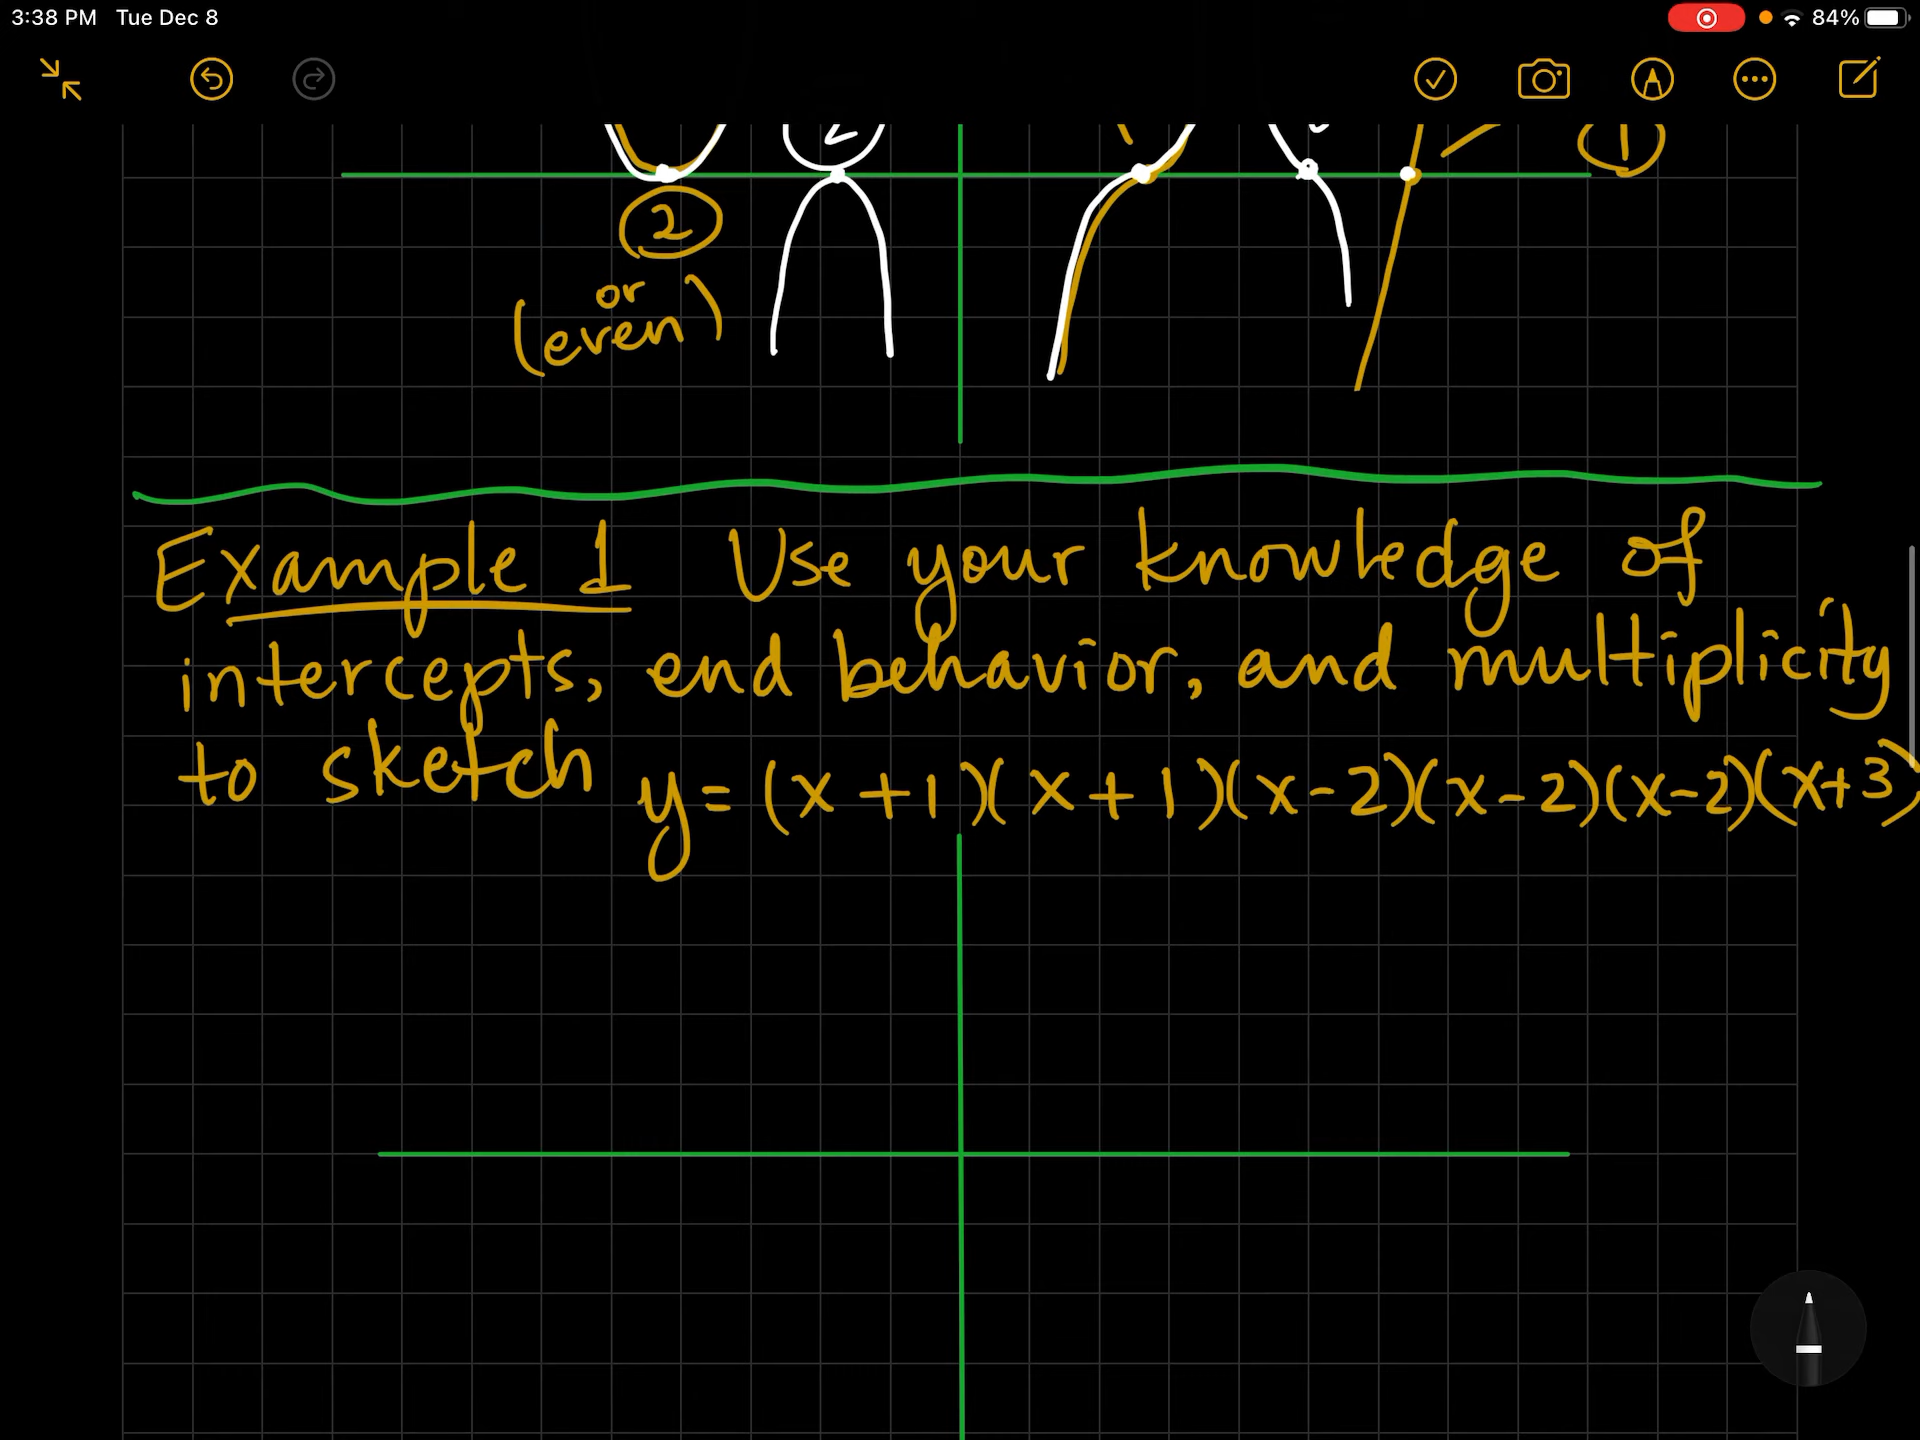 3:38 PM Tue Dec 8 84%
2 1
2
or
(even)
Example 1 Use your knowledge of
intercepts, end behavior, and multiplicity
to sketch y=(x+1)(x+1)(x-2)(x-2)(x-2)(x+3)